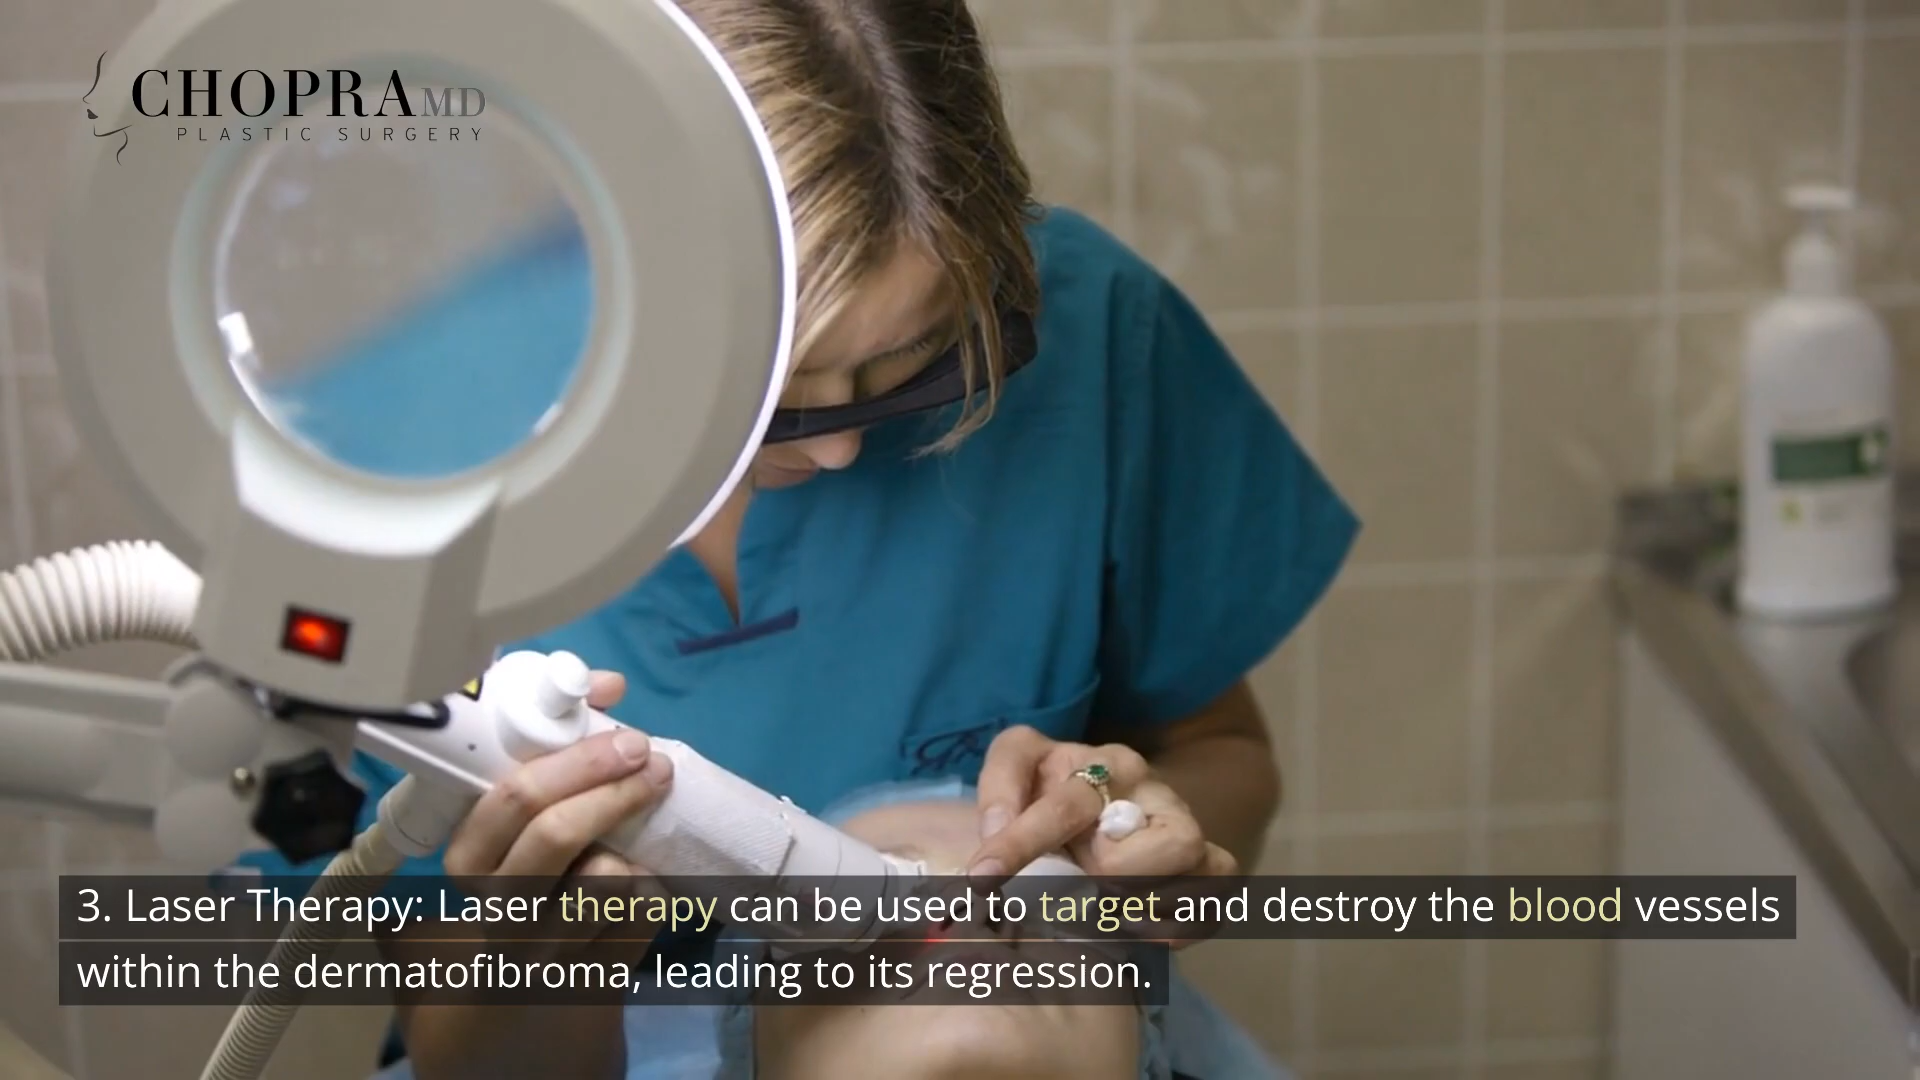 CHOPRA MD
PLASTIC SURGERY
3. Laser Therapy: Laser therapy can be used to target and destroy the blood vessels
within the dermatofibroma, leading to its regression.